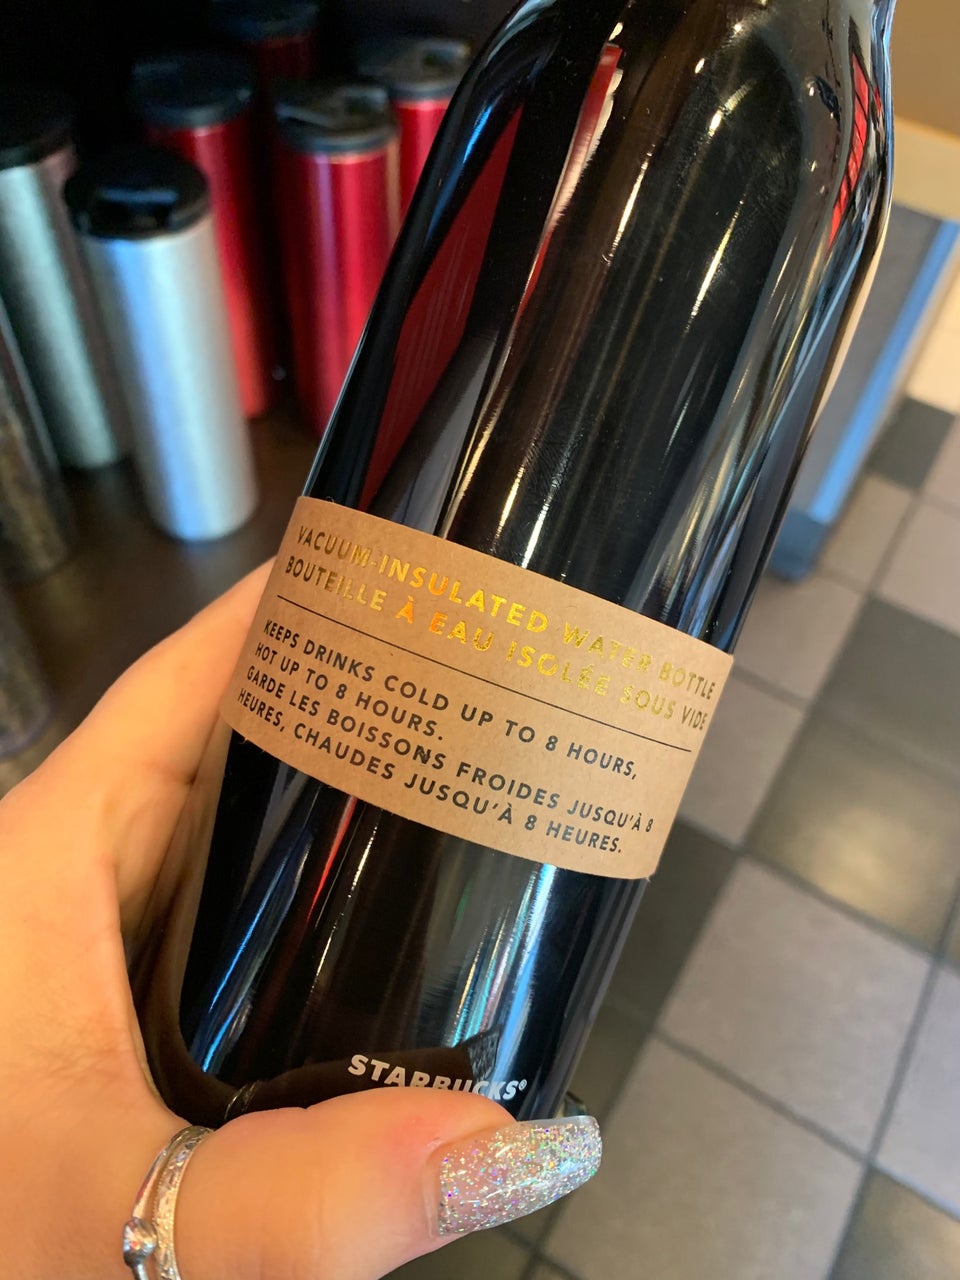 VACUUM-INSULATED WATER BOTTLE
BOUTEILLE À EAU ISOLÉE SOUS VIDE
KEEPS DRINKS COLD UP TO 8 HOURS,
HOT UP TO 8 HOURS.
GARDE LES BOISSONS FROIDES JUSQU'À 8
HEURES, CHAUDES JUSQU'À 8 HEURES.
STARBUCKS®